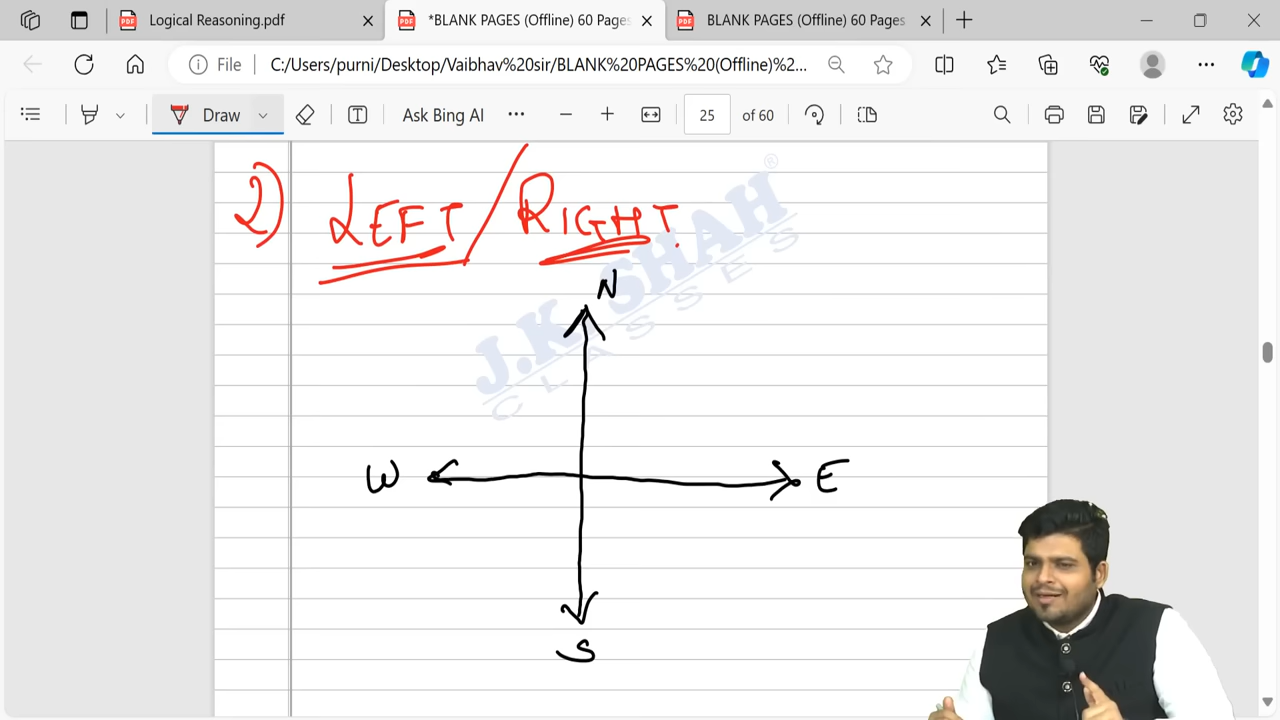 Logical Reasoning.pdf
*BLANK PAGES (Offline) 60 Pages
BLANK PAGES (Offline) 60 Pages
File
C:/Users/purni/Desktop/Vaibhav%20sir/BLANK%20PAGES%20(Offline)%2...
Draw
Ask Bing AI
25 of 60
2) LEFT/RIGHT.
J.K. SHAH ®
CLASSES
N
W
E
S